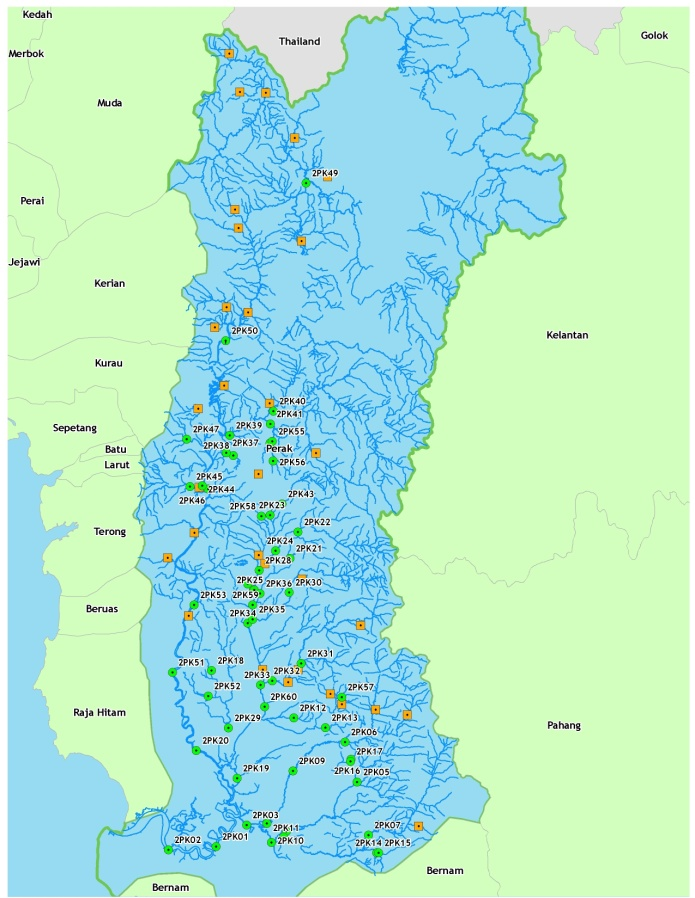 Kedah
Thailand
Golok
Merbok
Muda
2PK49
Perai
Jejawi
Kerian
2PK50
Kelantan
Kurau
2PK40
2PK41
Sepetang
2PK47
2PK39
2PK55
2PK38
2PK37
Perak
Batu
Larut
2PK56
2PK45
2PK44
2PK46
2PK43
2PK58
2PK23
2PK22
Terong
2PK24
2PK21
2PK28
2PK25
2PK36
2PK30
2PK53
2PK59
Beruas
2PK34
2PK35
2PK31
2PK51
2PK18
2PK33
2PK32
2PK52
2PK57
2PK60
Raja Hitam
2PK12
2PK29
2PK13
Pahang
2PK06
2PK20
2PK17
2PK19
2PK09
2PK16
2PK05
2PK03
2PK07
2PK02
2PK01
2PK11
2PK10
2PK14
2PK15
Bernam
Bernam